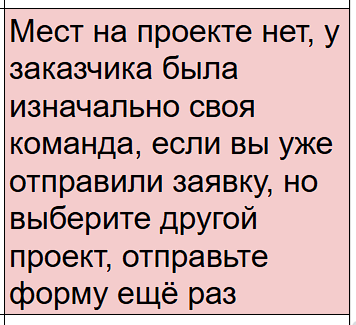 Мест на проекте нет, у
заказчика была
изначально своя
команда, если вы уже
отправили заявку, но
выберите другой
проект, отправьте
форму ещё раз